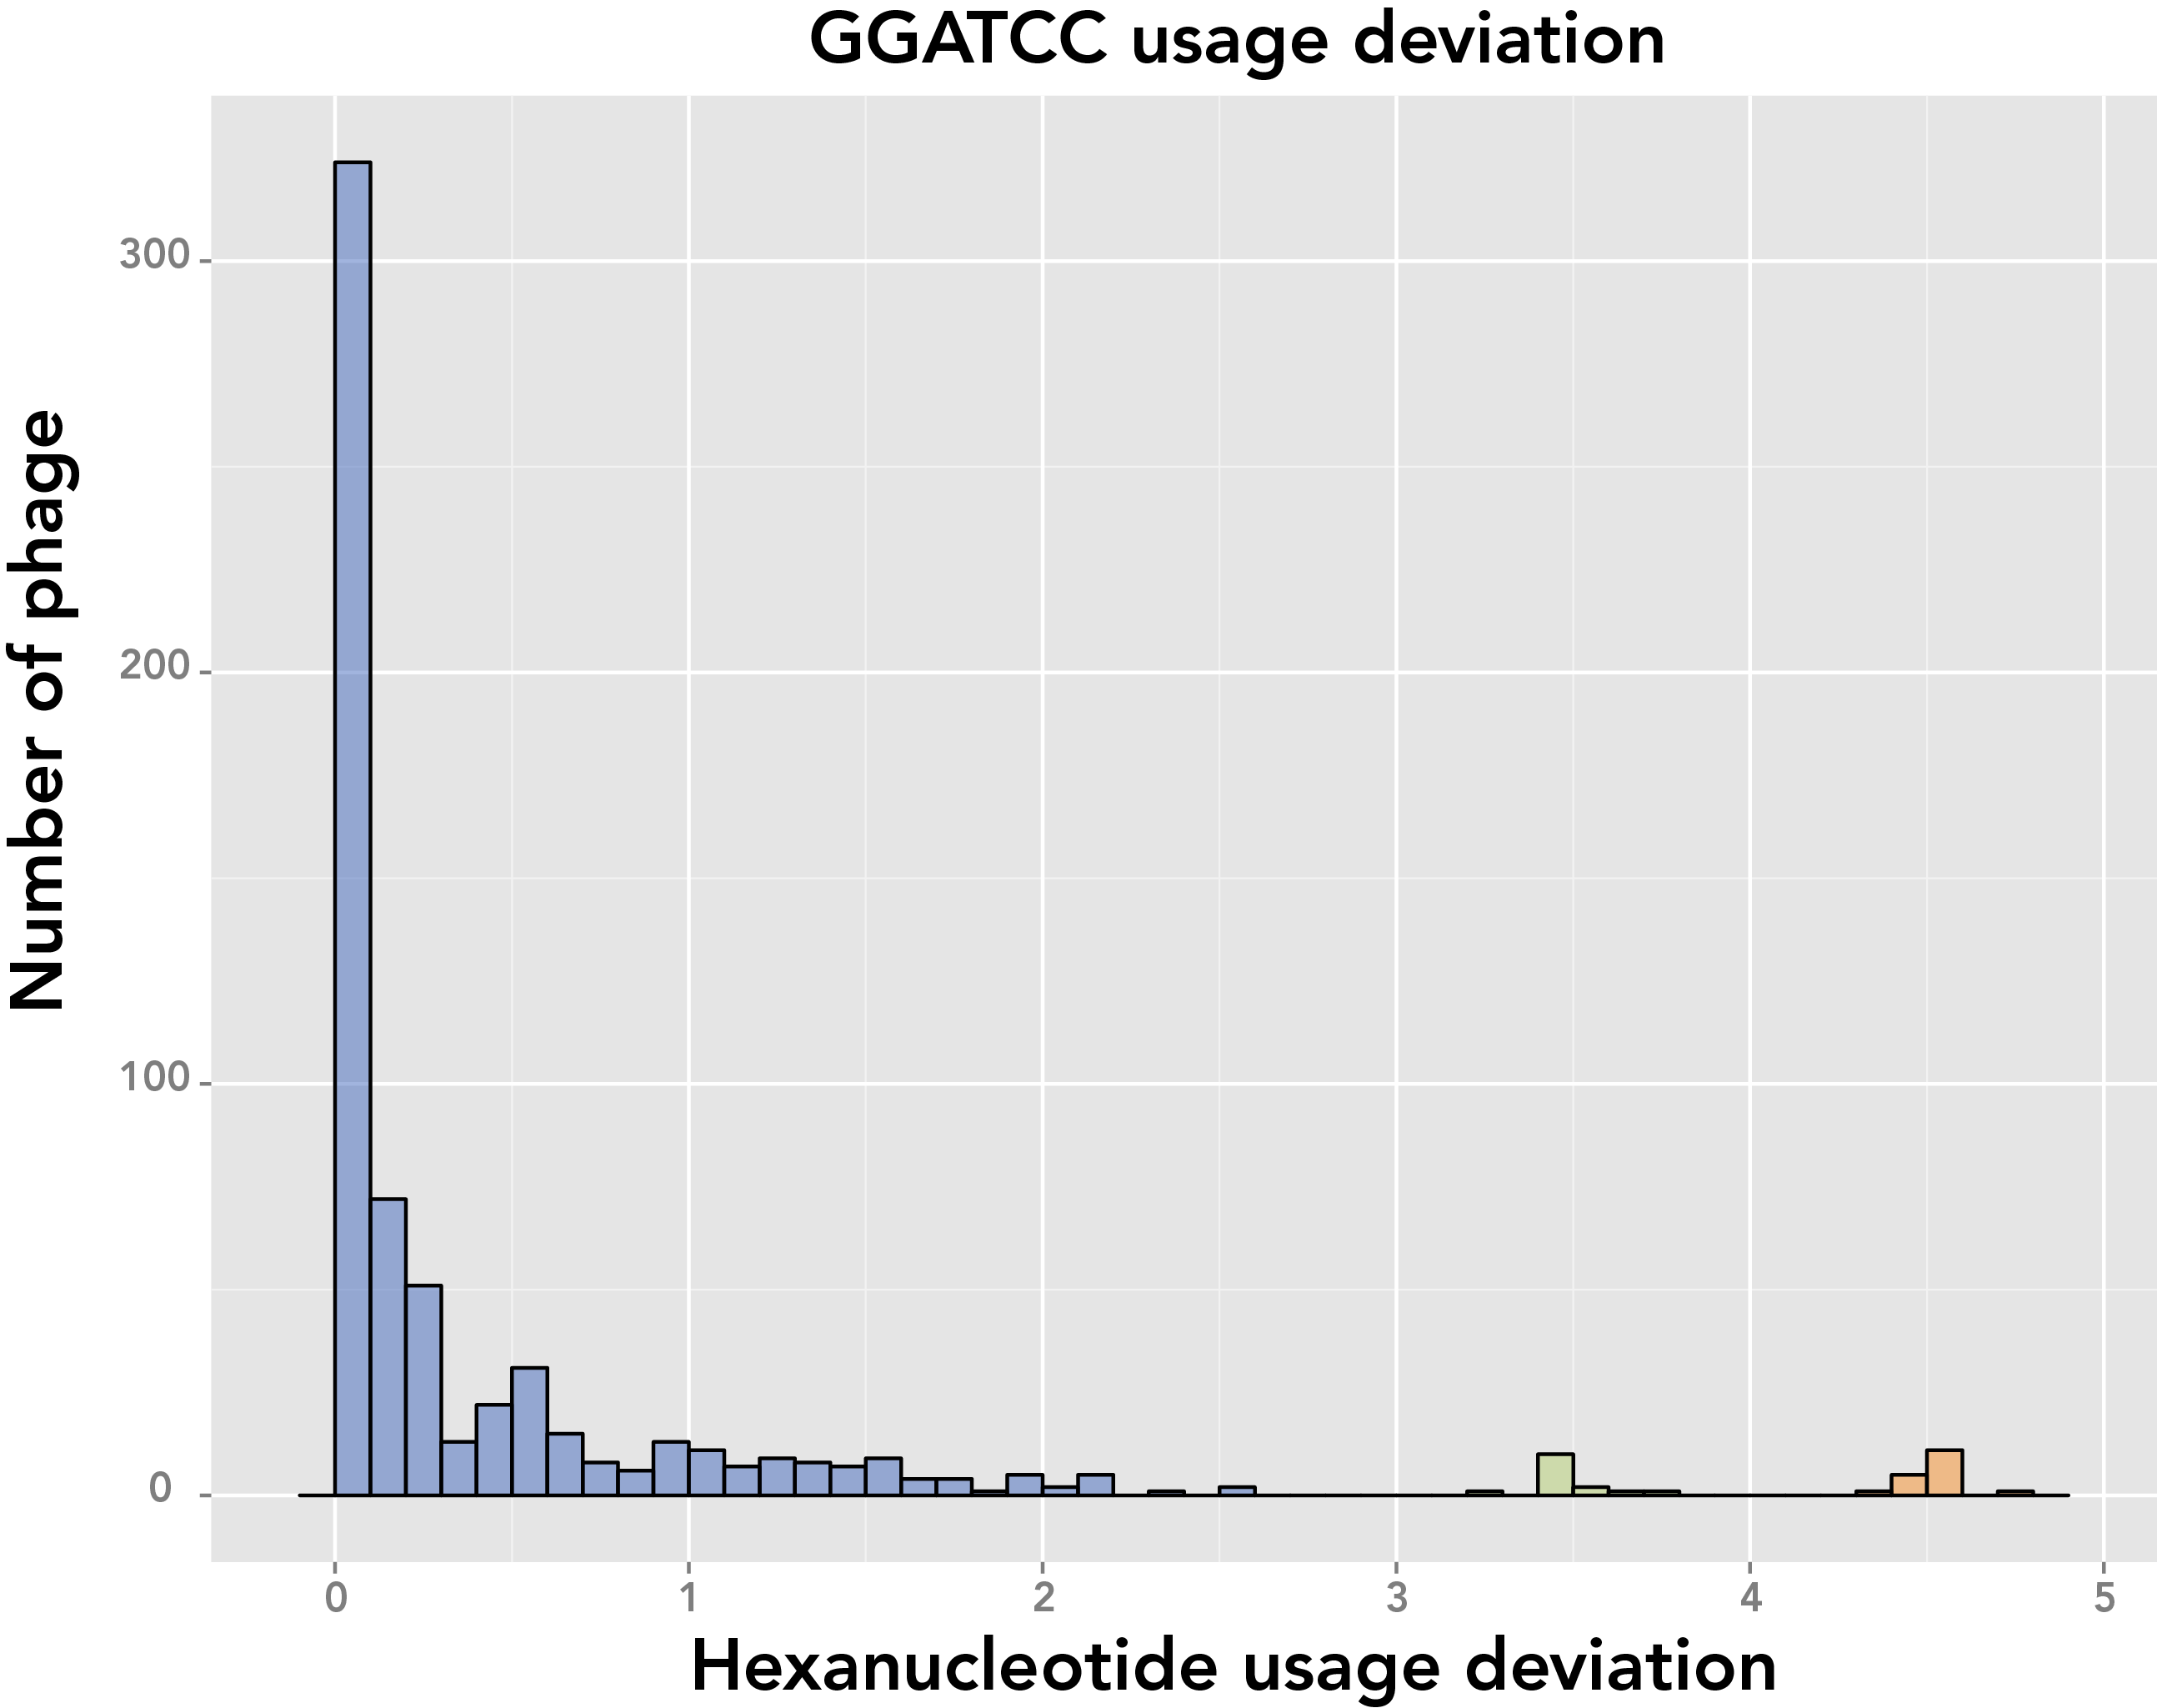 GGATCC usage deviation
Number of phage
300
200
100
0
0 1 2 3 4 5
Hexanucleotide usage deviation